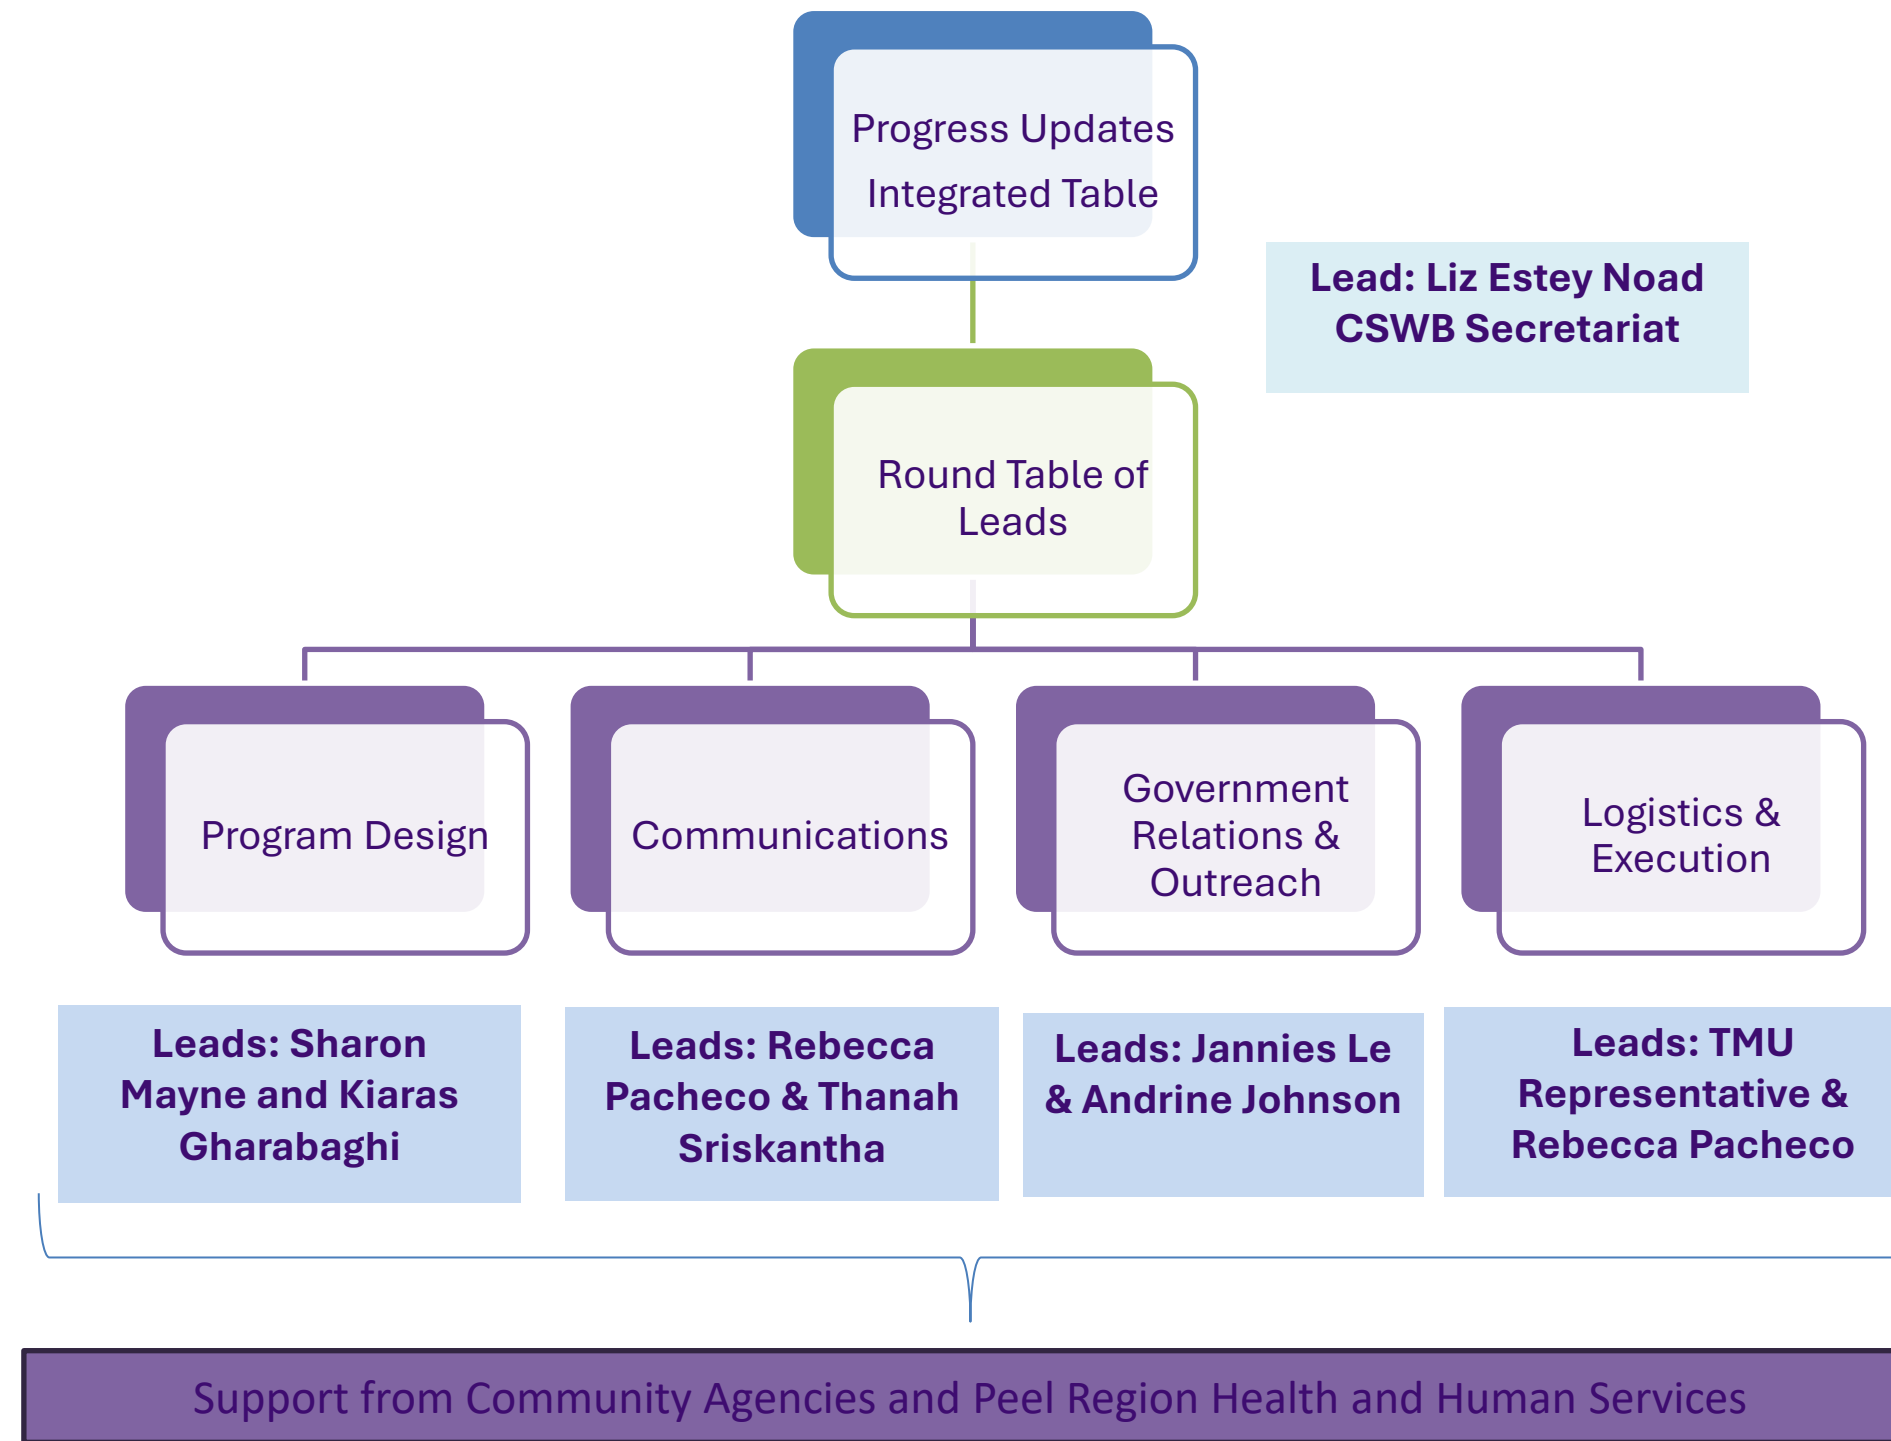 Progress Updates
Integrated Table
Lead: Liz Estey Noad
CSWB Secretariat
Round Table of
Leads
Program Design
Communications
Government
Relations &
Outreach
Logistics &
Execution
Leads: Sharon
Mayne and Kiaras
Gharabaghi
Leads: Rebecca
Pacheco & Thanah
Sriskantha
Leads: Jannies Le
& Andrine Johnson
Leads: TMU
Representative &
Rebecca Pacheco
Support from Community Agencies and Peel Region Health and Human Services